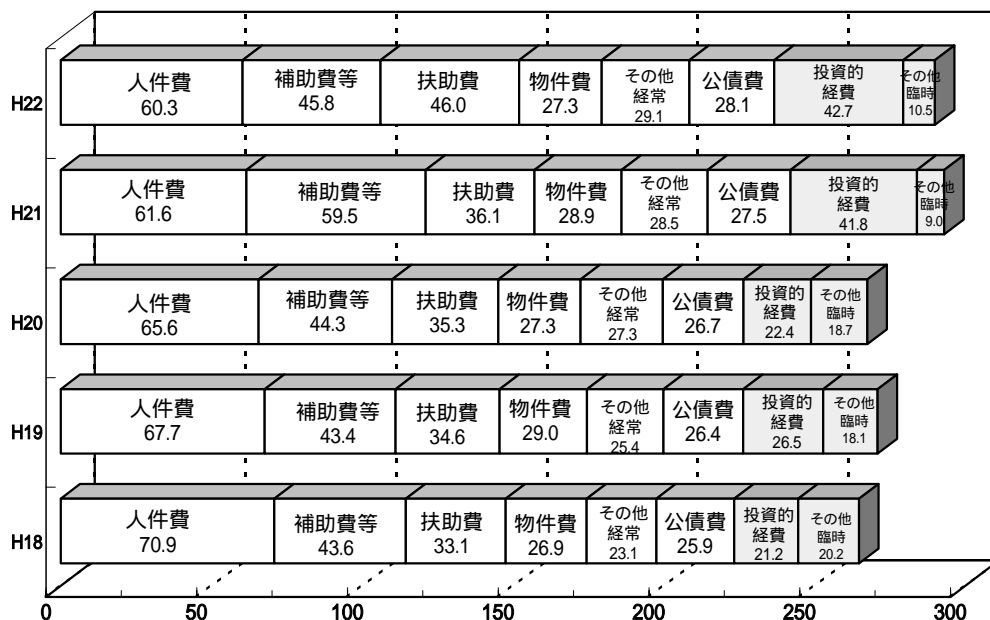 H22
人件費
60.3
補助費等
45.8
扶助費
46.0
物件費
27.3
その他
経常
29.1
公債費
28.1
投資的
経費
42.7
その他
臨時
10.5
H21
人件費
61.6
補助費等
59.5
扶助費
36.1
物件費
28.9
その他
経常
28.5
公債費
27.5
投資的
経費
41.8
その他
臨時
9.0
H20
人件費
65.6
補助費等
44.3
扶助費
35.3
物件費
27.3
その他
経常
27.3
公債費
26.7
投資的
経費
22.4
その他
臨時
18.7
H19
人件費
67.7
補助費等
43.4
扶助費
34.6
物件費
29.0
その他
経常
25.4
公債費
26.4
投資的
経費
26.5
その他
臨時
18.1
H18
人件費
70.9
補助費等
43.6
扶助費
33.1
物件費
26.9
その他
経常
23.1
公債費
25.9
投資的
経費
21.2
その他
臨時
20.2
0 50 100 150 200 250 300